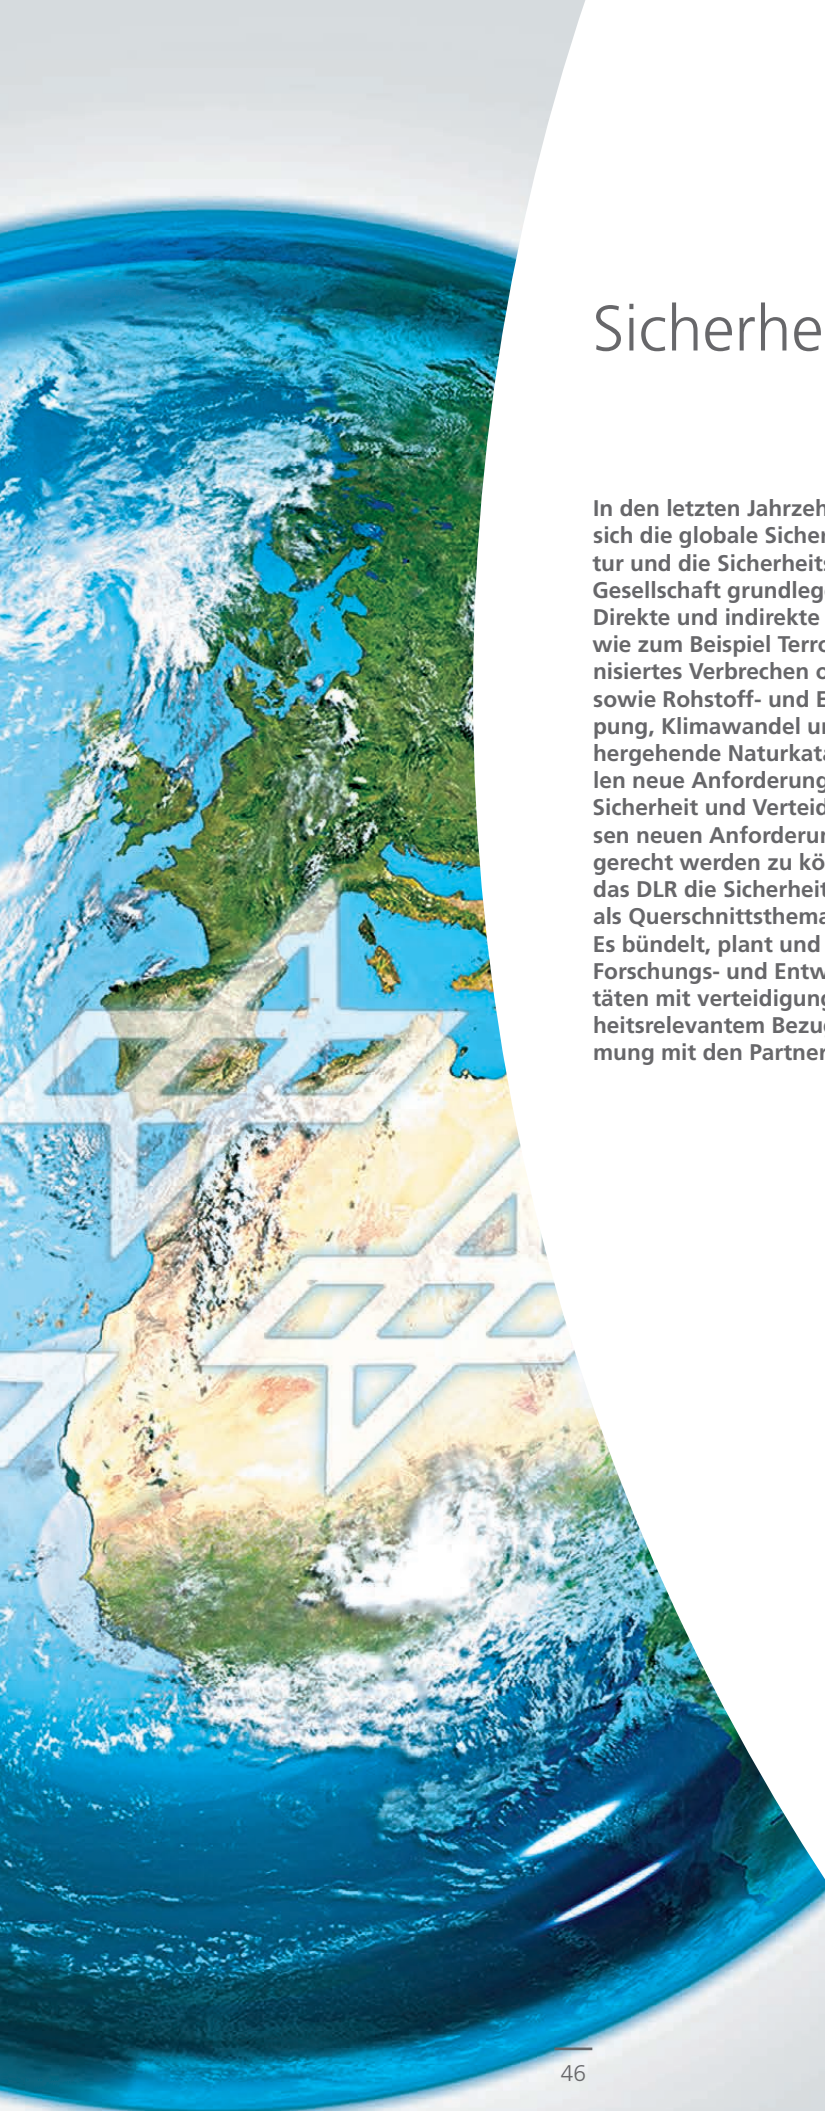 Sicherhe
In den letzten Jahrzeh
sich die globale Sicher
tur und die Sicherheits
Gesellschaft grundleg
Direkte und indirekte
wie zum Beispiel Terro
nisiertes Verbrechen o
sowie Rohstoff- und E
pung, Klimawandel un
hergehende Naturkata
len neue Anforderung
Sicherheit und Verteid
sen neuen Anforderun
gerecht werden zu kö
das DLR die Sicherheit
als Querschnittsthema
Es bündelt, plant und
Forschungs- und Entw
täten mit verteidigung
heitsrelevantem Bezug
mung mit den Partner
46